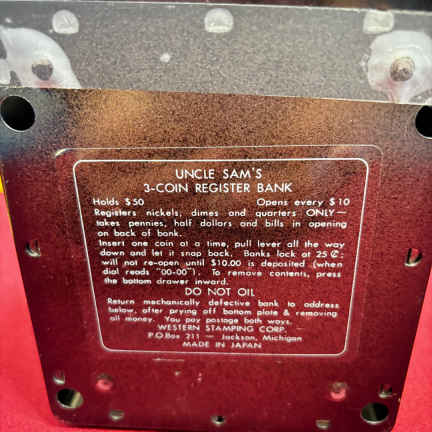 UNCLE SAM'S
3-COIN REGISTER BANK
Holds $50 Opens every $10
Registers nickels, dimes and quarters ONLY—
takes pennies, half dollars and bills in opening
on back of bank.
Insert one coin at a time, pull lever all the way
down and let it snap back. Banks lock at 25¢;
will not re-open until $10.00 is deposited (when
dial reads "00-00"). To remove contents, press
the bottom drawer inward.
DO NOT OIL
Return mechanically defective bank to address
below, after prying off bottom plate & removing
all money. You pay postage both ways.
WESTERN STAMPING CORP.
P.O.Box 211 — Jackson, Michigan
MADE IN JAPAN